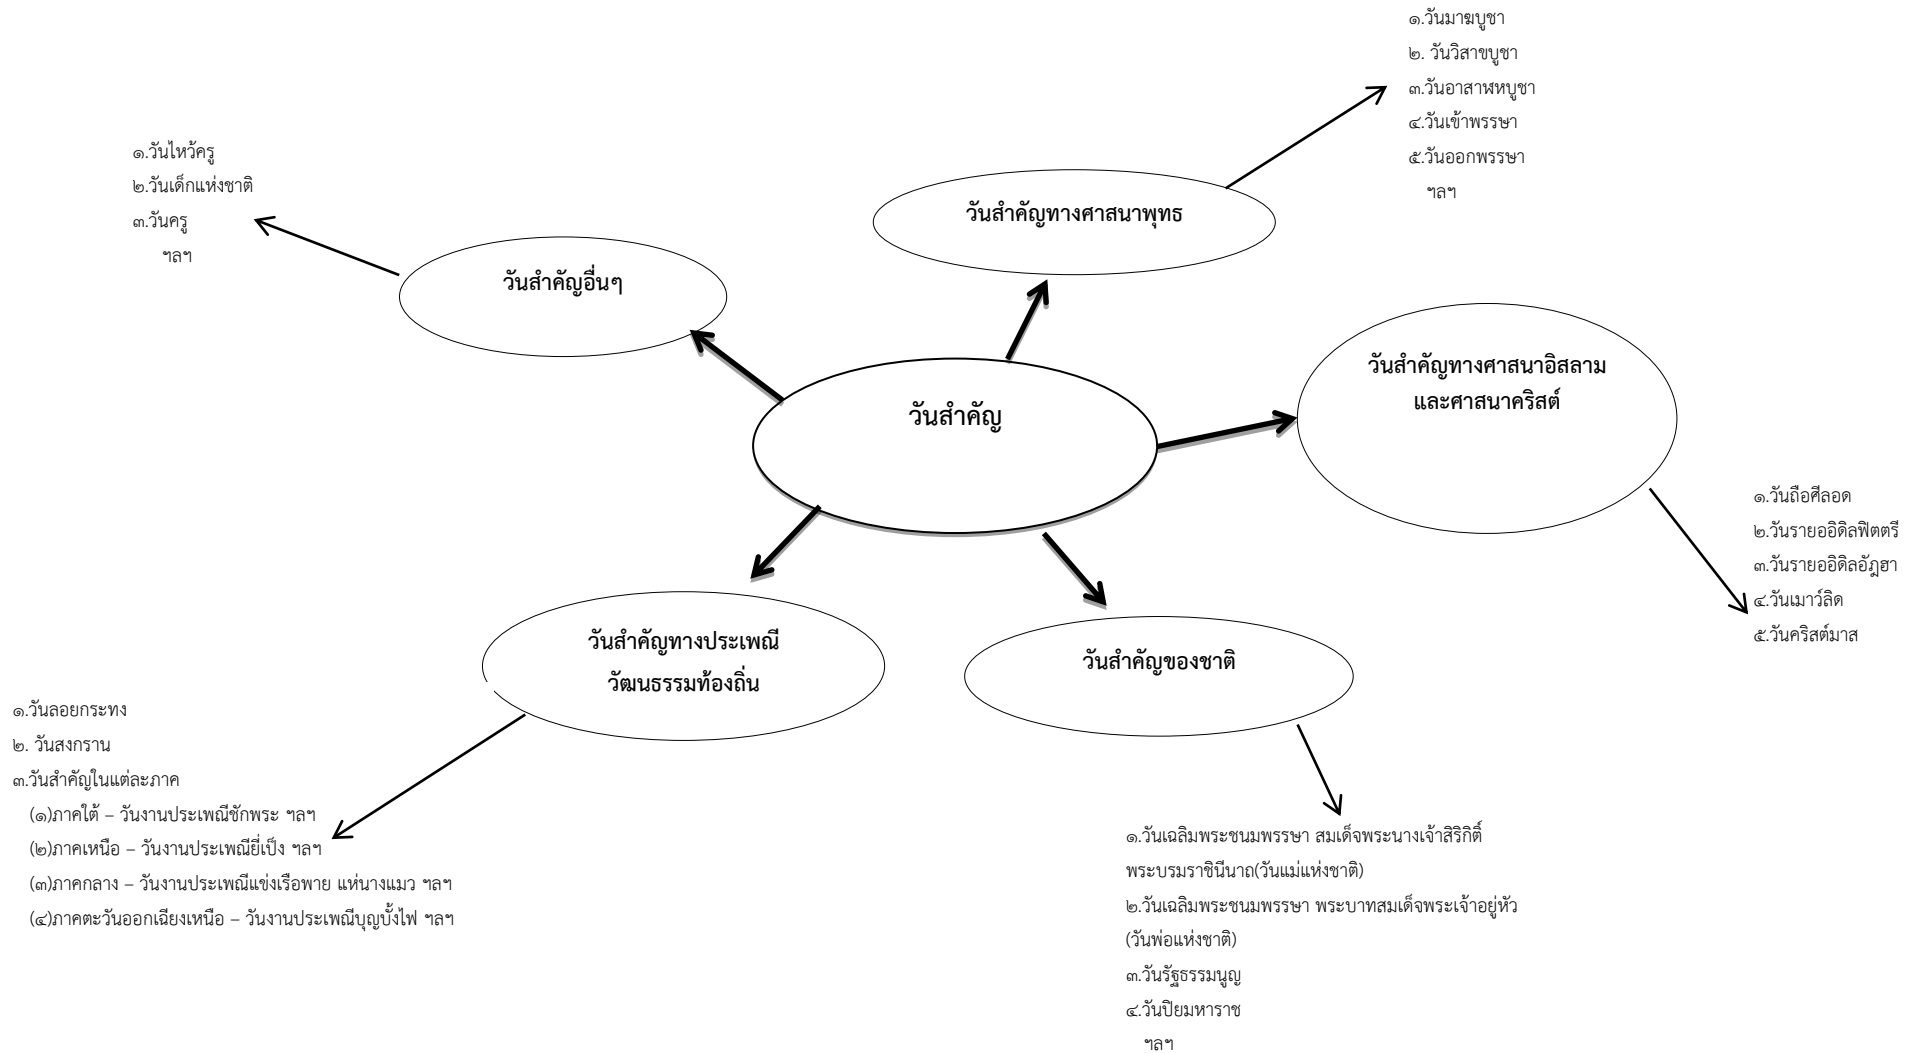 วันสำคัญ
วันสำคัญทางศาสนาพุทธ
๑.วันมาฆบูชา
๒. วันวิสาขบูชา
๓.วันอาสาฬหบูชา
๔.วันเข้าพรรษา
๕.วันออกพรรษา
ฯลฯ
วันสำคัญทางศาสนาอิสลาม
และศาสนาคริสต์
๑.วันถือศีลอด
๒.วันรายออิดิลฟิตตรี
๓.วันรายออิดิลอัฎฮา
๔.วันเมาว์ลิด
๕.วันคริสต์มาส
วันสำคัญของชาติ
๑.วันเฉลิมพระชนมพรรษา สมเด็จพระนางเจ้าสิริกิติ์
พระบรมราชินีนาถ(วันแม่แห่งชาติ)
๒.วันเฉลิมพระชนมพรรษา พระบาทสมเด็จพระเจ้าอยู่หัว
(วันพ่อแห่งชาติ)
๓.วันรัฐธรรมนูญ
๔.วันปิยมหาราช
ฯลฯ
วันสำคัญทางประเพณี
วัฒนธรรมท้องถิ่น
๑.วันลอยกระทง
๒. วันสงกราน
๓.วันสำคัญในแต่ละภาค
(๑)ภาคใต้ – วันงานประเพณีชักพระ ฯลฯ
(๒)ภาคเหนือ – วันงานประเพณียี่เป็ง ฯลฯ
(๓)ภาคกลาง – วันงานประเพณีแข่งเรือพาย แห่นางแมว ฯลฯ
(๔)ภาคตะวันออกเฉียงเหนือ – วันงานประเพณีบุญบั้งไฟ ฯลฯ
วันสำคัญอื่นๆ
๑.วันไหว้ครู
๒.วันเด็กแห่งชาติ
๓.วันครู
ฯลฯ